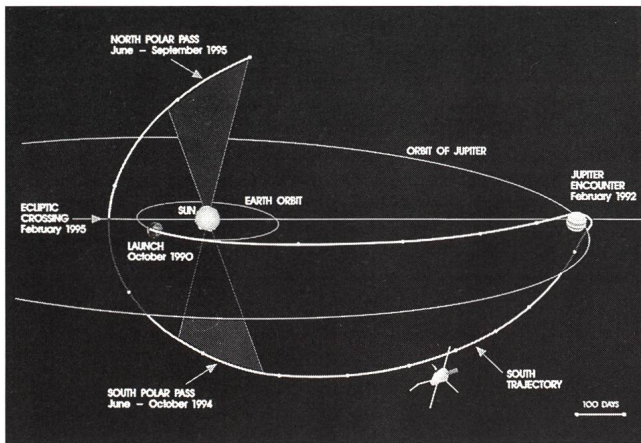 NORTH POLAR PASS
June – September 1995
ORBIT OF JUPITER
JUPITER
ENCOUNTER
February 1992
ECLIPTIC
CROSSING
February 1995
SUN
EARTH ORBIT
LAUNCH
October 1990
SOUTH
TRAJECTORY
SOUTH POLAR PASS
June – October 1994
100 DAYS